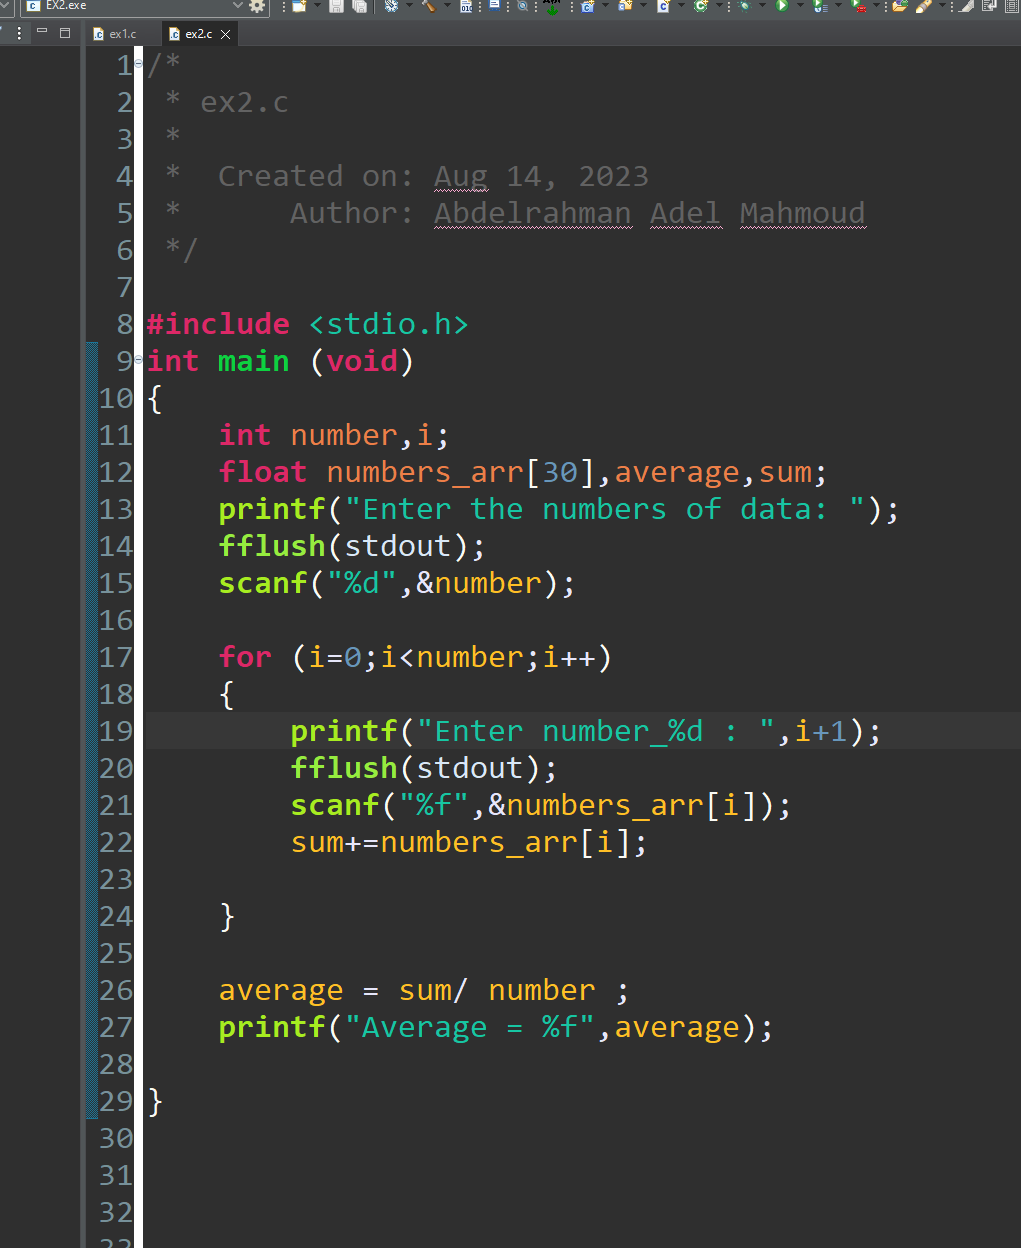 EX2.exe
010
ex1.c
ex2.c
1 /*
2  * ex2.c
3  *
4  *  Created on: Aug 14, 2023
5  *      Author: Abdelrahman Adel Mahmoud
6  */
7
8 #include <stdio.h>
9 int main (void)
10 {
11     int number,i;
12     float numbers_arr[30],average,sum;
13     printf("Enter the numbers of data: ");
14     fflush(stdout);
15     scanf("%d",&number);
16
17     for (i=0;i<number;i++)
18     {
19         printf("Enter number_%d : ",i+1);
20         fflush(stdout);
21         scanf("%f",&numbers_arr[i]);
22         sum+=numbers_arr[i];
23
24     }
25
26     average = sum/ number ;
27     printf("Average = %f",average);
28
29 }
30
31
32
33